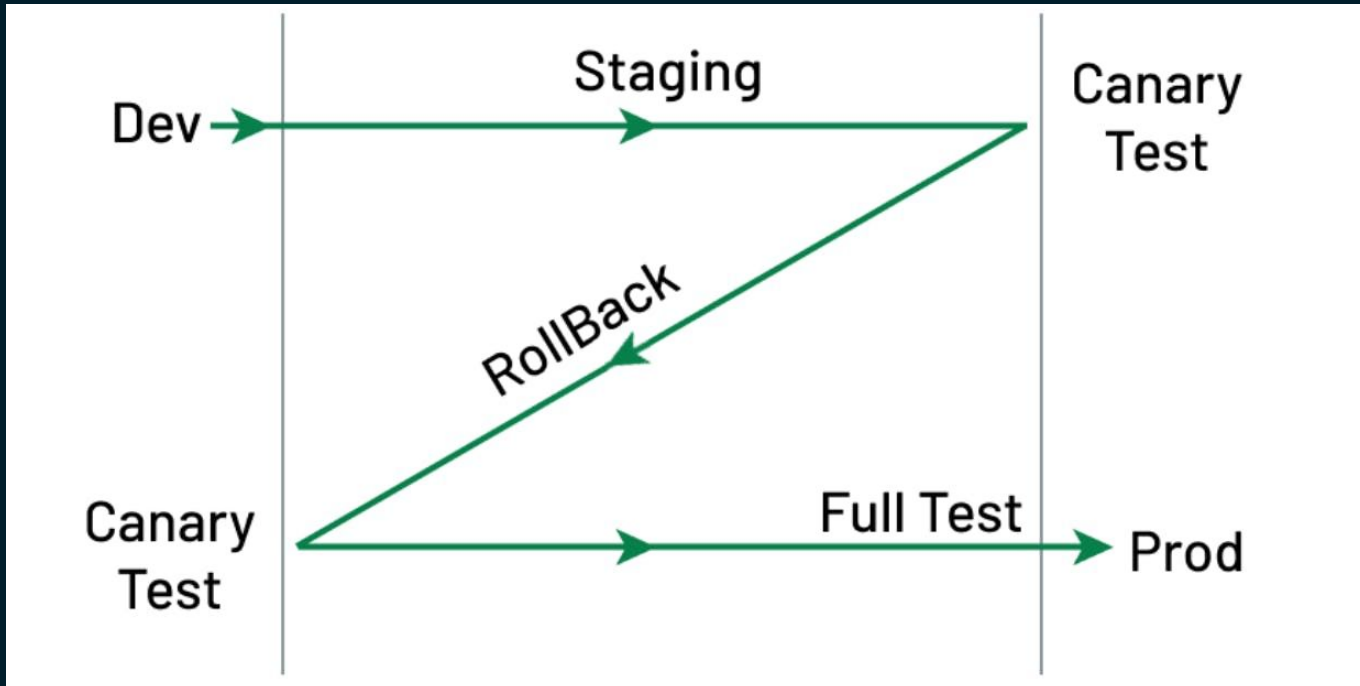 Staging
Dev
Canary
Test
RollBack
Canary
Test
Full Test
Prod